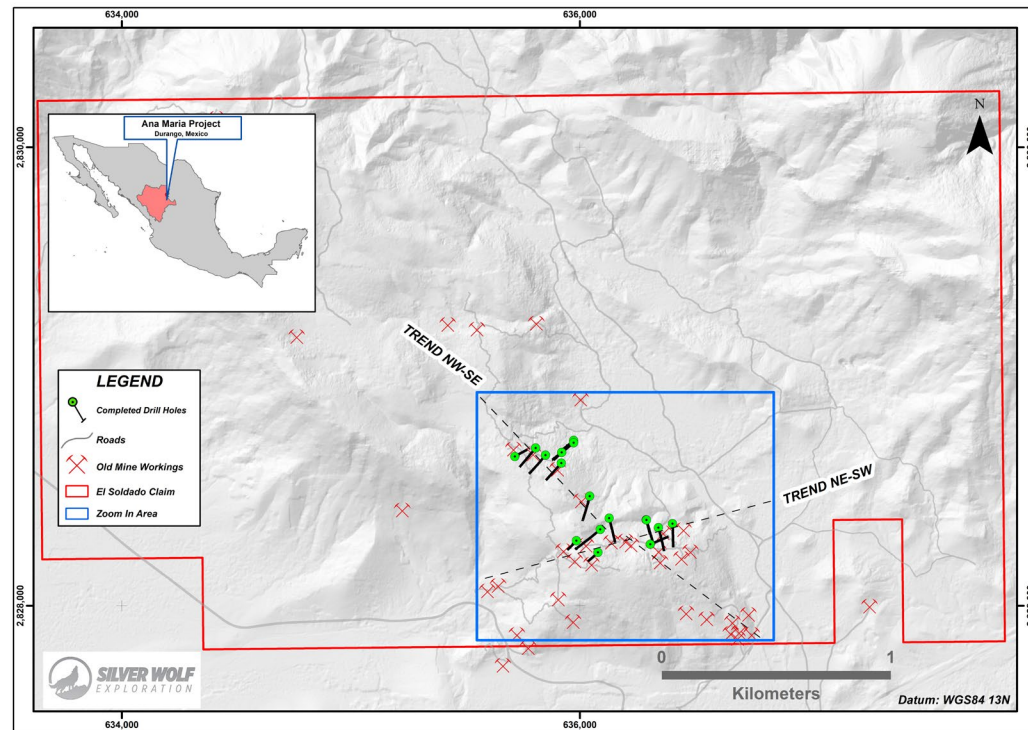 634,000
636,000
2,830,000
N
Ana Maria Project
Durango, Mexico
TREND NW-SE
LEGEND
Completed Drill Holes
Roads
Old Mine Workings
El Soldado Claim
Zoom In Area
TREND NE-SW
2,828,000
SILVER WOLF
EXPLORATION
0
1
Kilometers
Datum: WGS84 13N
634,000
636,000